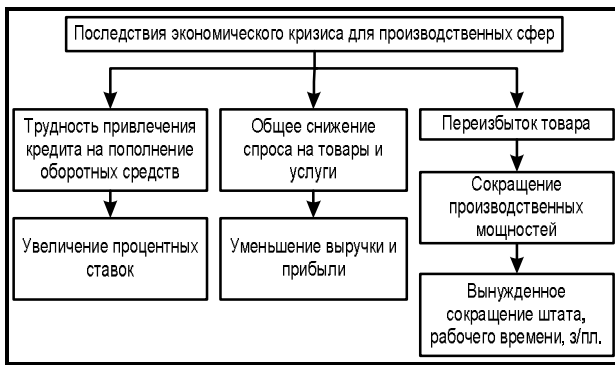 Последствия экономического кризиса для производственных сфер
Трудность привлечения
кредита на пополнение
оборотных средств
Увеличение процентных
ставок
Общее снижение
спроса на товары и
услуги
Уменьшение выручки и
прибыли
Переизбыток товара
Сокращение
производственных
мощностей
Вынужденное
сокращение штата,
рабочего времени, з/пл.